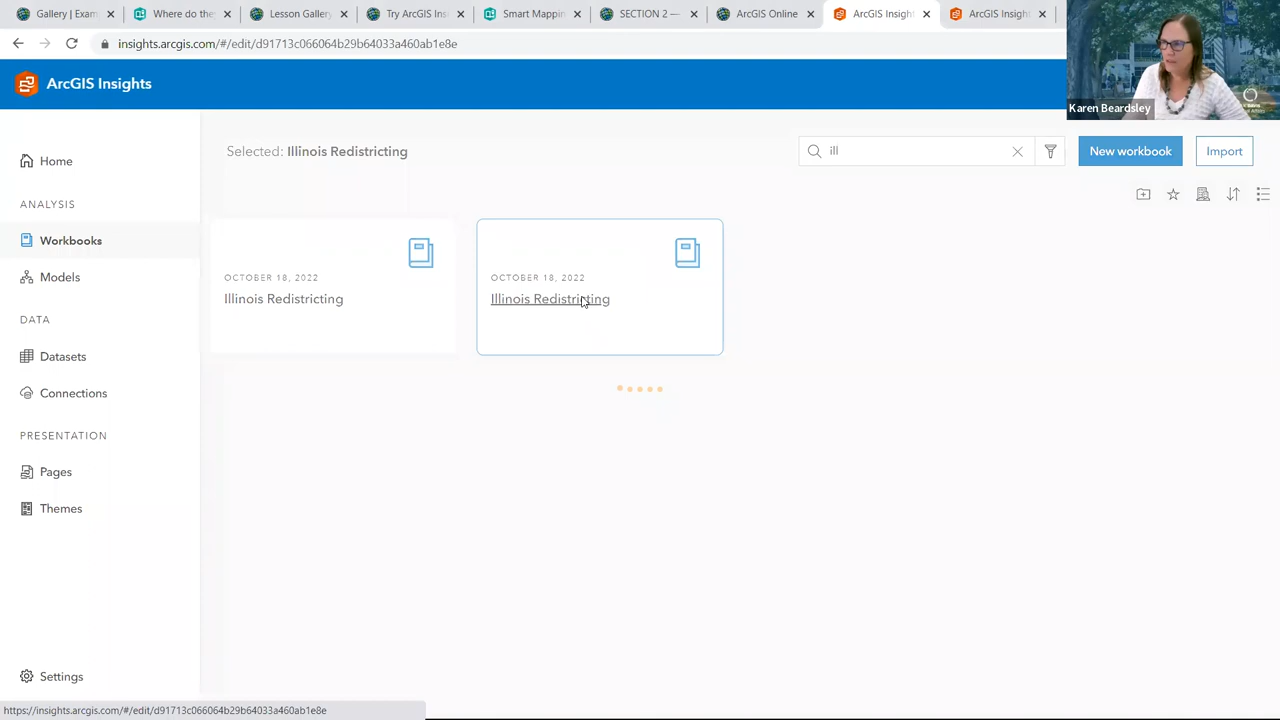 Gallery | Exam
Where do the
Lesson Gallery
Try ArcGIS Ins
Smart Mappin
SECTION 2 —
ArcGIS Online
ArcGIS Insight
ArcGIS Insight
insights.arcgis.com/#/edit/d91713c066064b29b64033a460ab1e8e
ArcGIS Insights
Karen Beardsley
Home
ANALYSIS
Workbooks
Models
DATA
Datasets
Connections
PRESENTATION
Pages
Themes
Settings
Selected: Illinois Redistricting
ill
New workbook
Import
OCTOBER 18, 2022
Illinois Redistricting
OCTOBER 18, 2022
Illinois Redistricting
https://insights.arcgis.com/#/edit/d91713c066064b29b64033a460ab1e8e